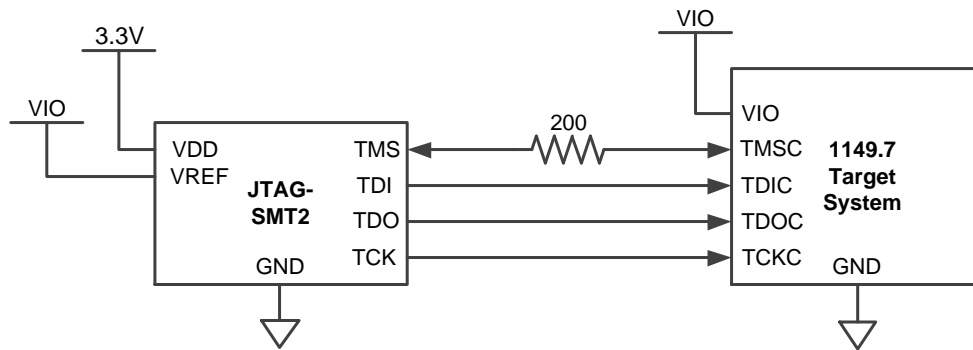 VIO
3.3V
VIO
200
VDD
VREF
JTAG-
SMT2
GND
TMS
TDI
TDO
TCK
VIO
TMSC
TDIC
TDOC
TCKC
1149.7
Target
System
GND